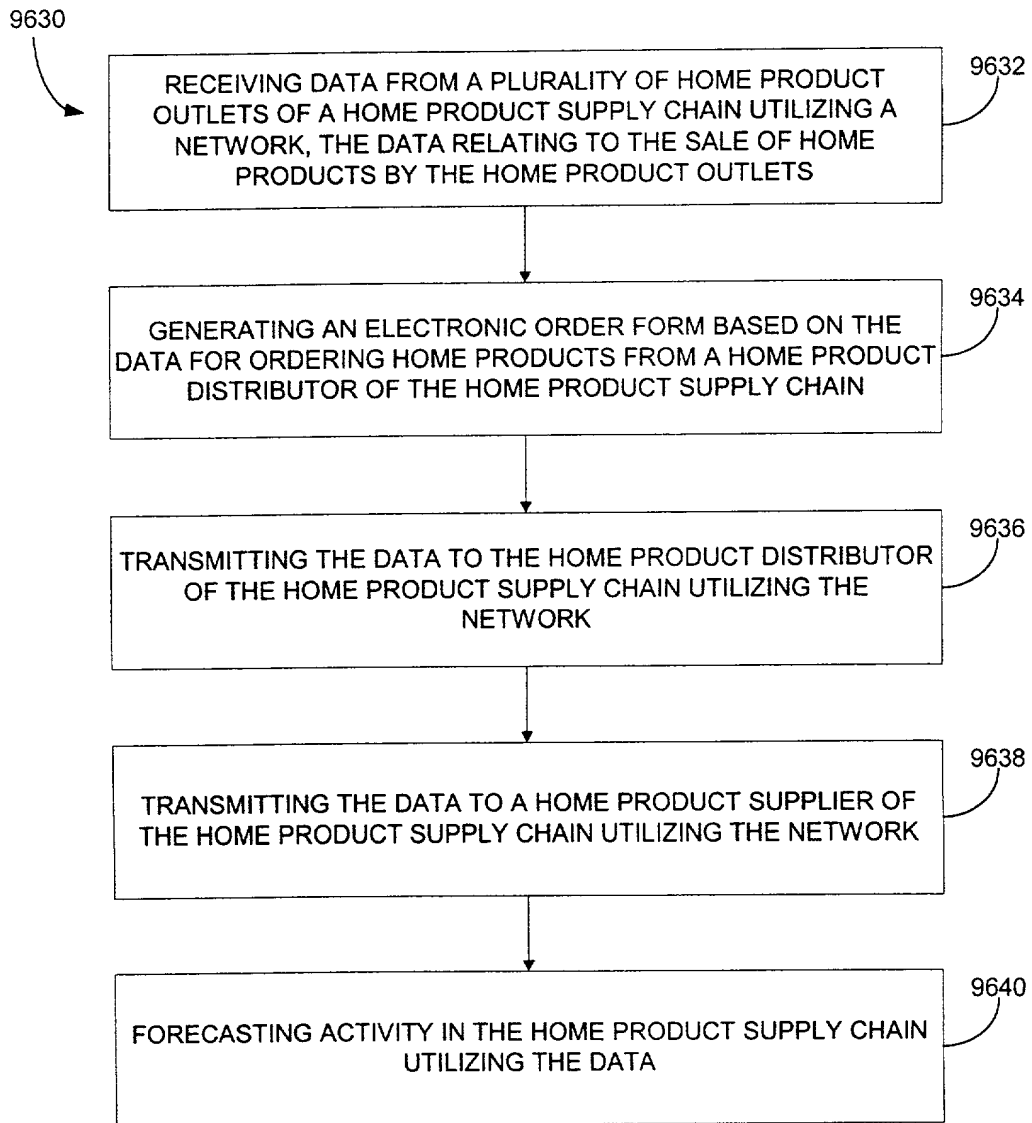 9630
9632
RECEIVING DATA FROM A PLURALITY OF HOME PRODUCT
OUTLETS OF A HOME PRODUCT SUPPLY CHAIN UTILIZING A
NETWORK, THE DATA RELATING TO THE SALE OF HOME
PRODUCTS BY THE HOME PRODUCT OUTLETS
9634
GENERATING AN ELECTRONIC ORDER FORM BASED ON THE
DATA FOR ORDERING HOME PRODUCTS FROM A HOME PRODUCT
DISTRIBUTOR OF THE HOME PRODUCT SUPPLY CHAIN
9636
TRANSMITTING THE DATA TO THE HOME PRODUCT DISTRIBUTOR
OF THE HOME PRODUCT SUPPLY CHAIN UTILIZING THE
NETWORK
9638
TRANSMITTING THE DATA TO A HOME PRODUCT SUPPLIER OF
THE HOME PRODUCT SUPPLY CHAIN UTILIZING THE NETWORK
9640
FORECASTING ACTIVITY IN THE HOME PRODUCT SUPPLY CHAIN
UTILIZING THE DATA